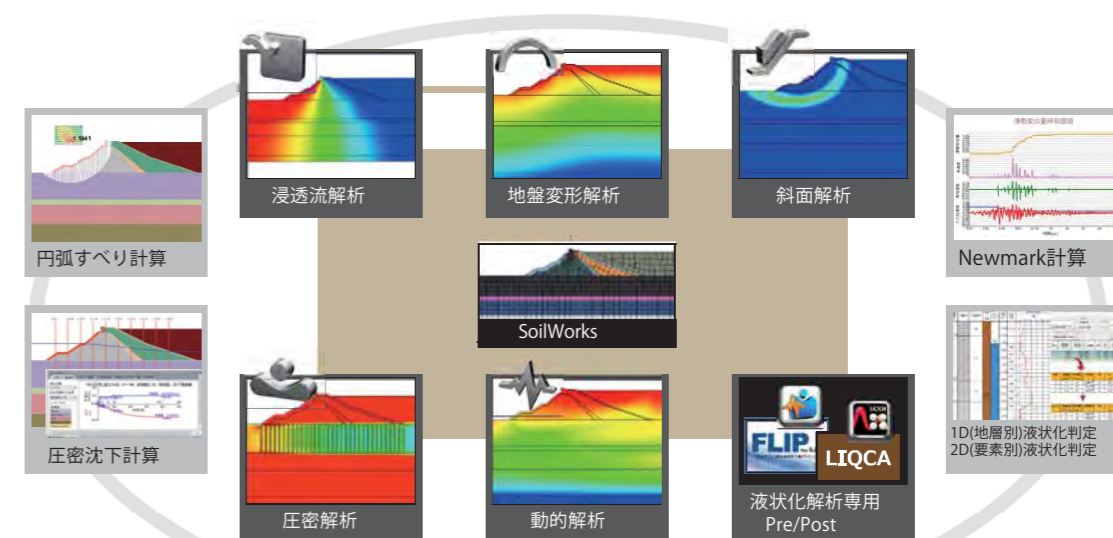 浸透流解析
地盤変形解析
斜面解析
円弧すべり計算
Newmark計算
SoilWorks
圧密沈下計算
1D(地層別)液状化判定
2D(要素別)液状化判定
FLIP
LIQCA
圧密解析
動的解析
液状化解析専用
Pre/Post